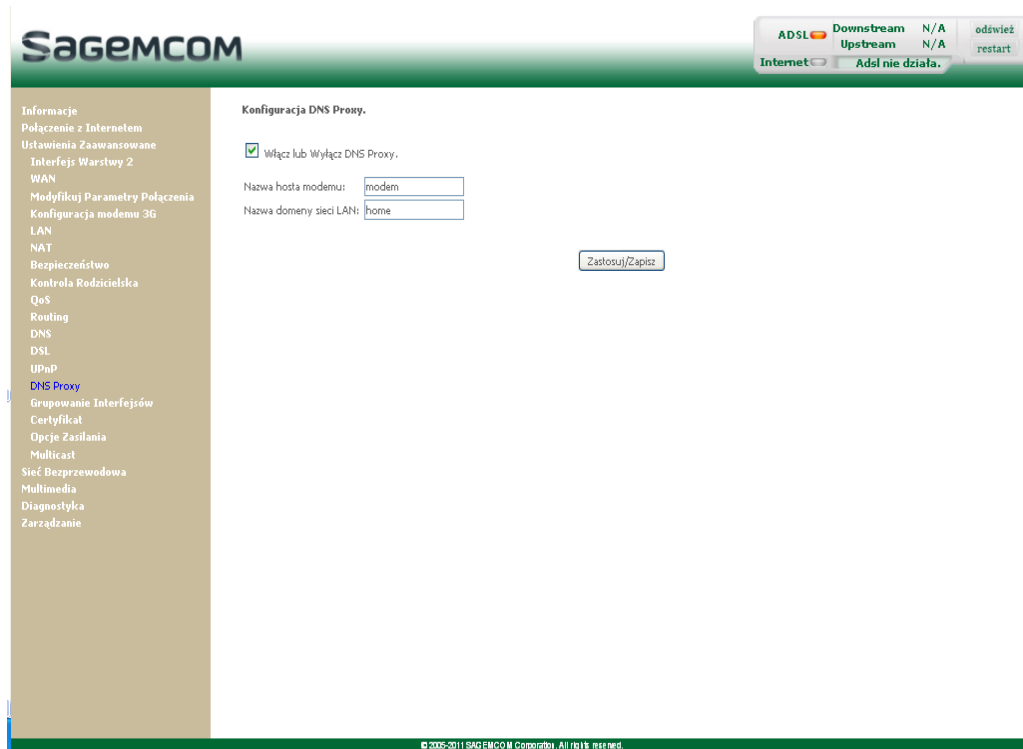 SAGEMCOM
ADSL Downstream N/A
Upstream N/A
Internet Adsl nie działa.
odśwież
restart
Informacje
Połączenie z Internetem
Ustawienia Zaawansowane
Interfejs Warstwy 2
WAN
Modyfikuj Parametry Połączenia
Konfiguracja modemu 3G
LAN
NAT
Bezpieczeństwo
Kontrola Rodzicielska
QoS
Routing
DNS
DSL
UPnP
DNS Proxy
Grupowanie Interfejsów
Certyfikat
Opcje Zasilania
Multicast
Sieć Bezprzewodowa
Multimedia
Diagnostyka
Zarządzanie
Konfiguracja DNS Proxy.
Włącz lub Wyłącz DNS Proxy.
Nazwa hosta modemu: modem
Nazwa domeny sieci LAN: home
Zastosuj/Zapisz
© 2005-2011 SAGEMCOM Corporation. All rights reserved.